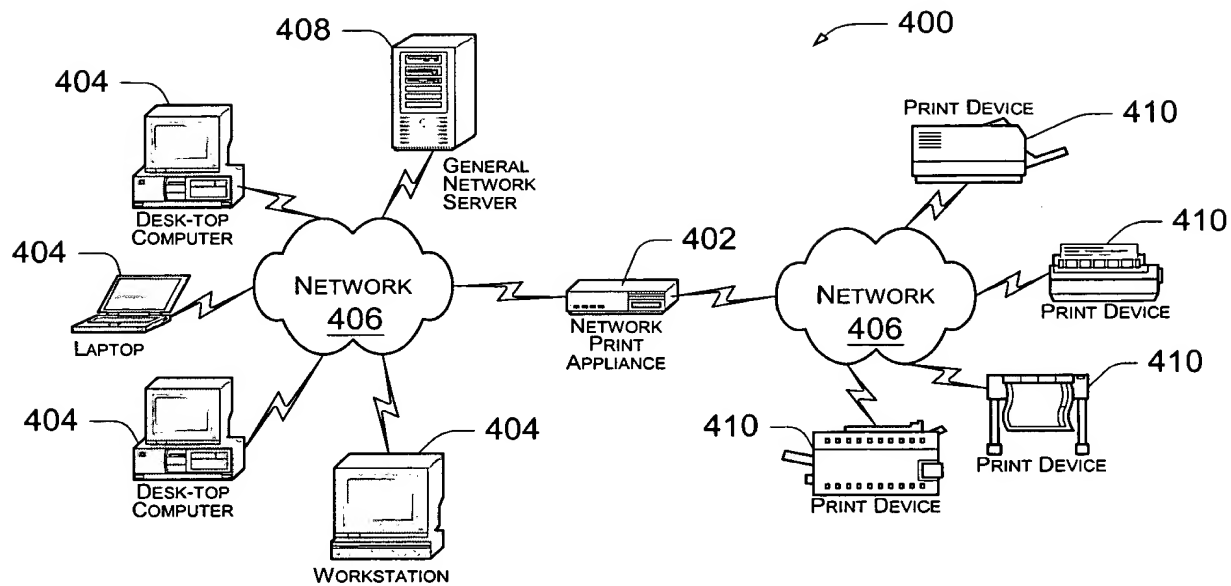 400
408
404
GENERAL
NETWORK
SERVER
DESK-TOP
COMPUTER
404
LAPTOP
NETWORK
406
404
DESK-TOP
COMPUTER
404
WORKSTATION
402
NETWORK
PRINT
APPLIANCE
NETWORK
406
PRINT DEVICE
410
410
PRINT DEVICE
410
PRINT DEVICE
410
PRINT DEVICE